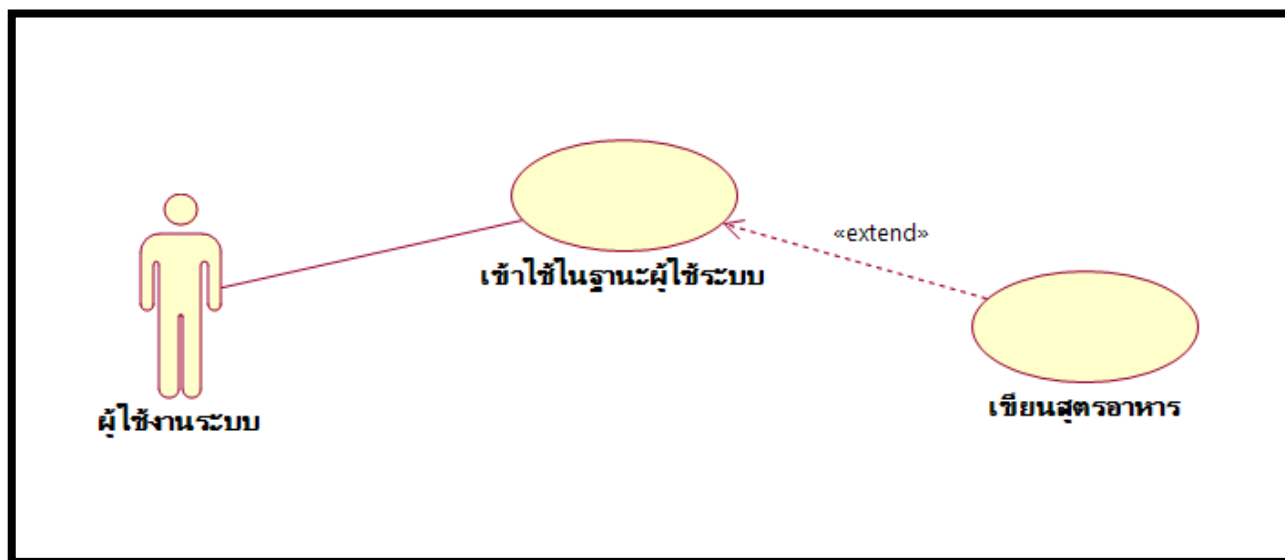 เข้าใช้ในฐานะผู้ใช้ระบบ
«extend»
ผู้ใช้งานระบบ
เขียนสูตรอาหาร